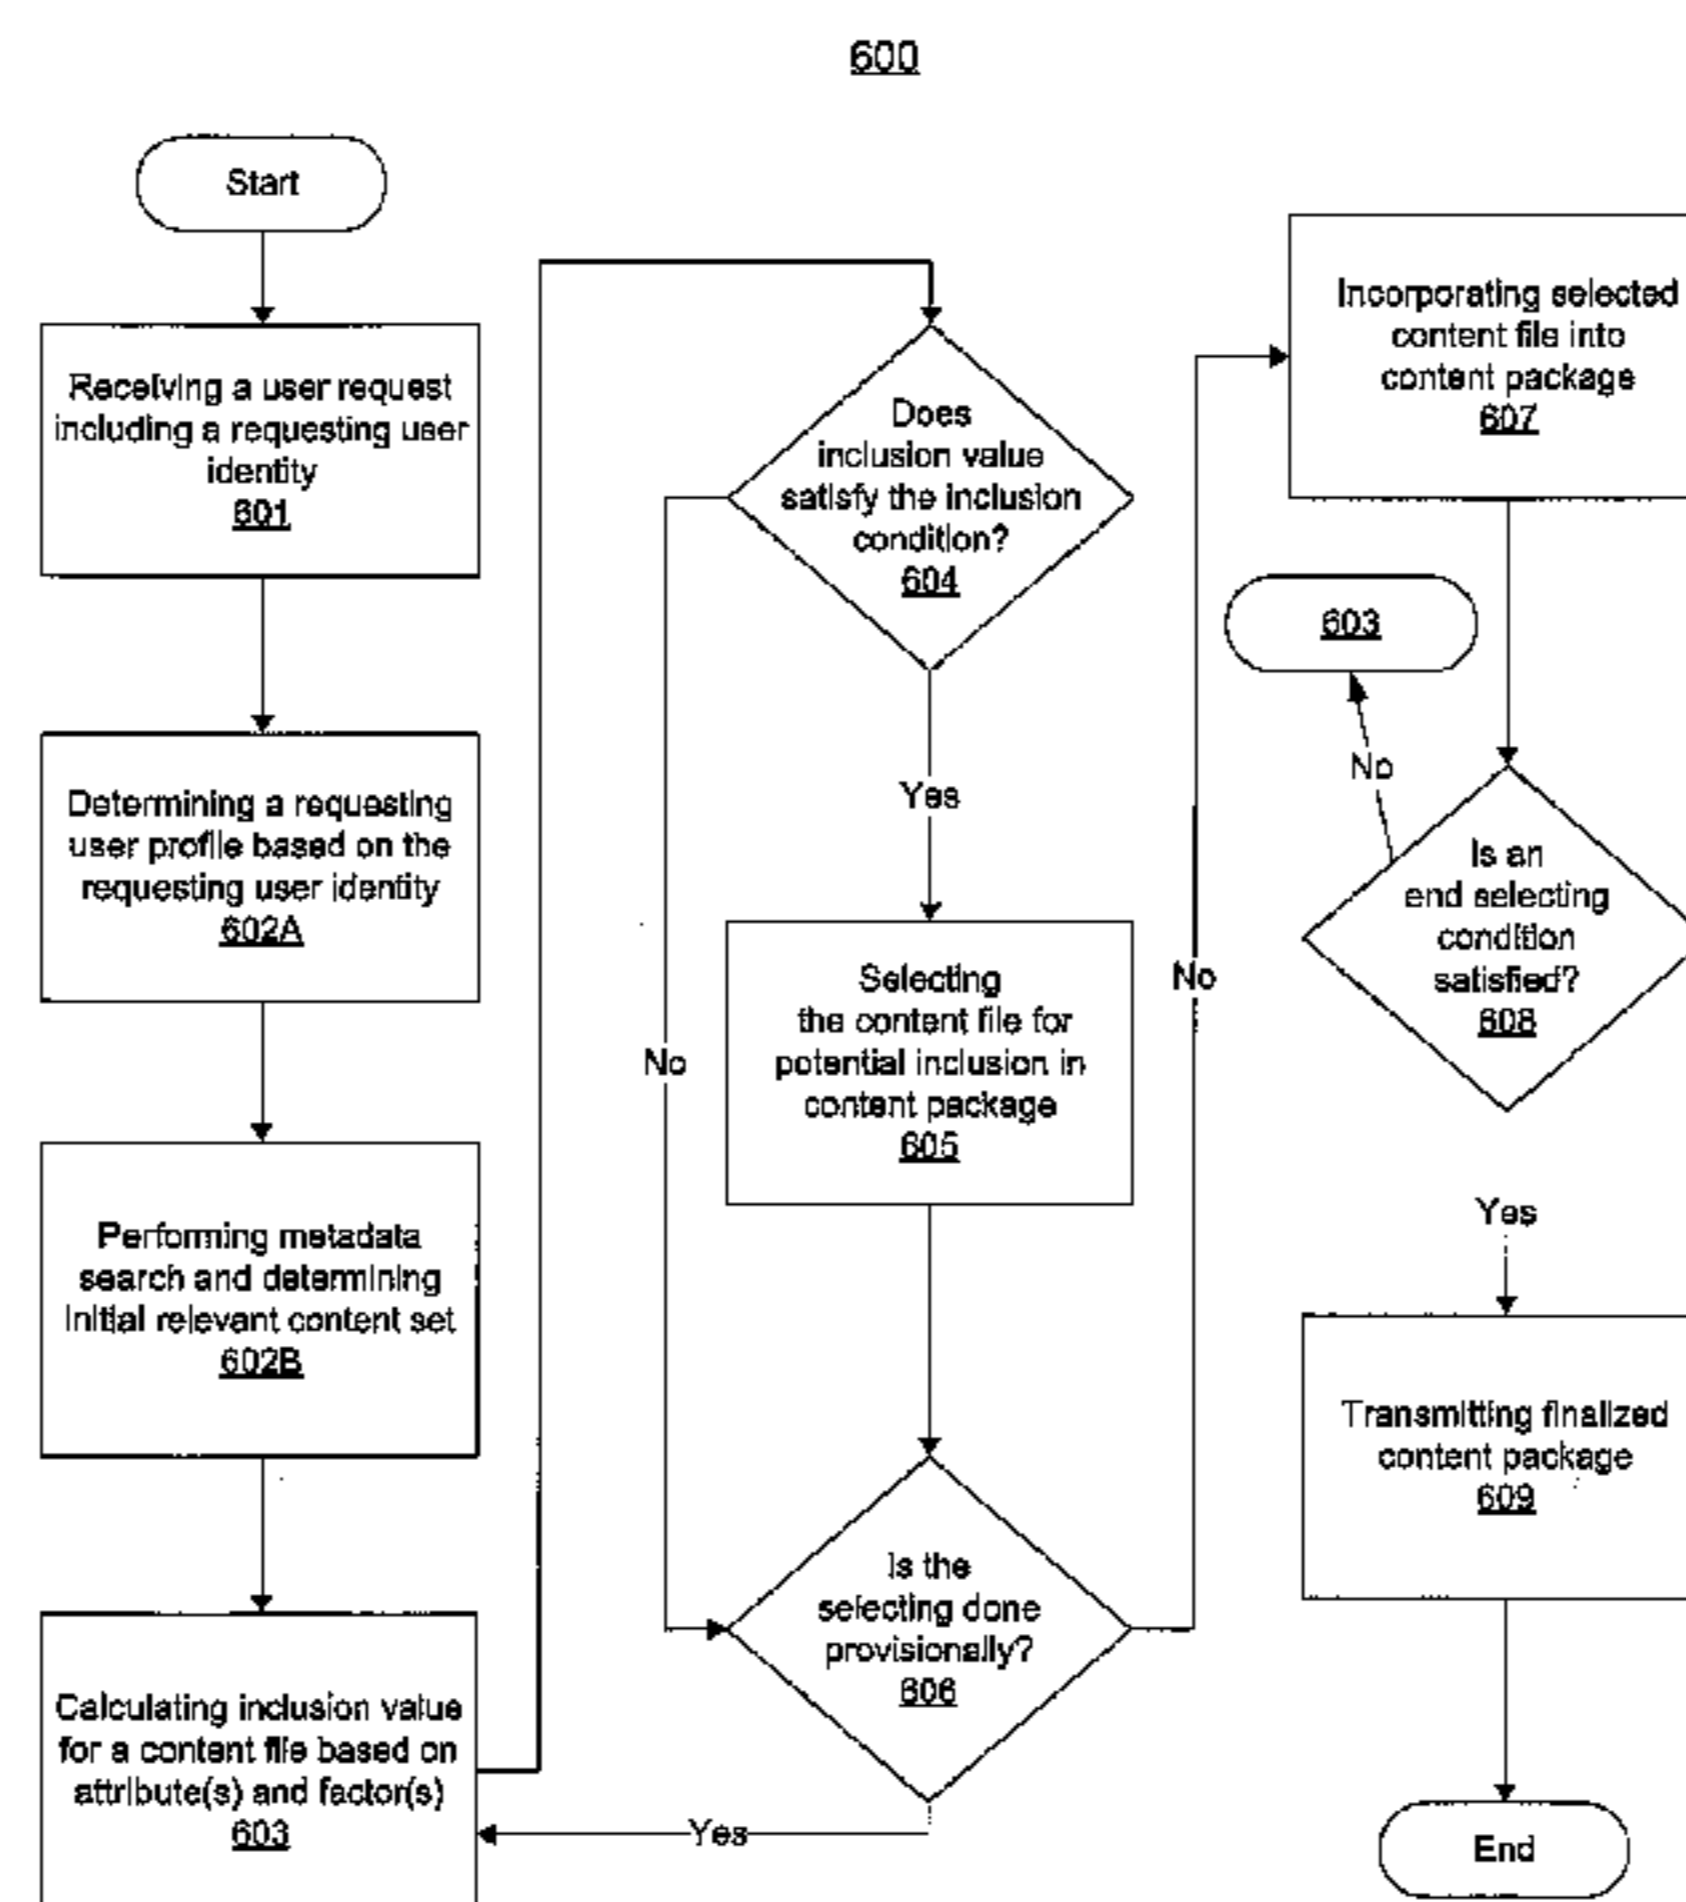 600
Start
Receiving a user request
including a requesting user
identity
601
Determining a requesting
user profile based on the
requesting user identity
602A
Performing metadata
search and determining
initial relevant content set
602B
Calculating inclusion value
for a content file based on
attribute(s) and factor(s)
603
Does
inclusion value
satisfy the inclusion
condition?
604
Yes
No
Selecting
the content file for
potential inclusion in
content package
605
Is the
selecting done
provisionally?
606
Yes
No
Incorporating selected
content file into
content package
607
603
No
Is an
end selecting
condition
satisfied?
608
Yes
Transmitting finalized
content package
609
End